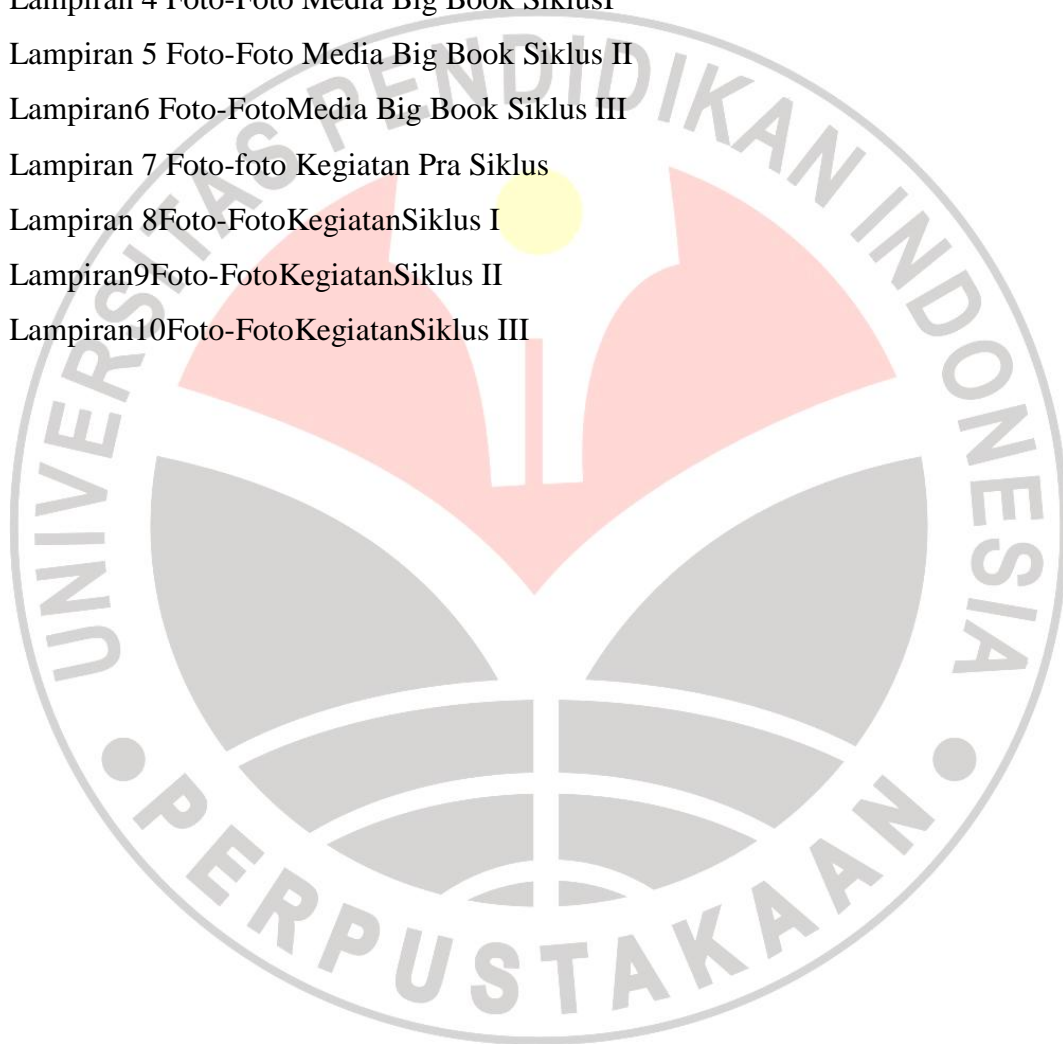 Lampiran 4 Foto-Foto Media Big Book SiklusI
Lampiran 5 Foto-Foto Media Big Book Siklus II
Lampiran6 Foto-FotoMedia Big Book Siklus III
Lampiran 7 Foto-foto Kegiatan Pra Siklus
Lampiran 8Foto-FotoKegiatanSiklus I
Lampiran9Foto-FotoKegiatanSiklus II
Lampiran10Foto-FotoKegiatanSiklus III
UNIVERSITAS PENDIDIKAN INDONESIA
PERPUSTAKAAN